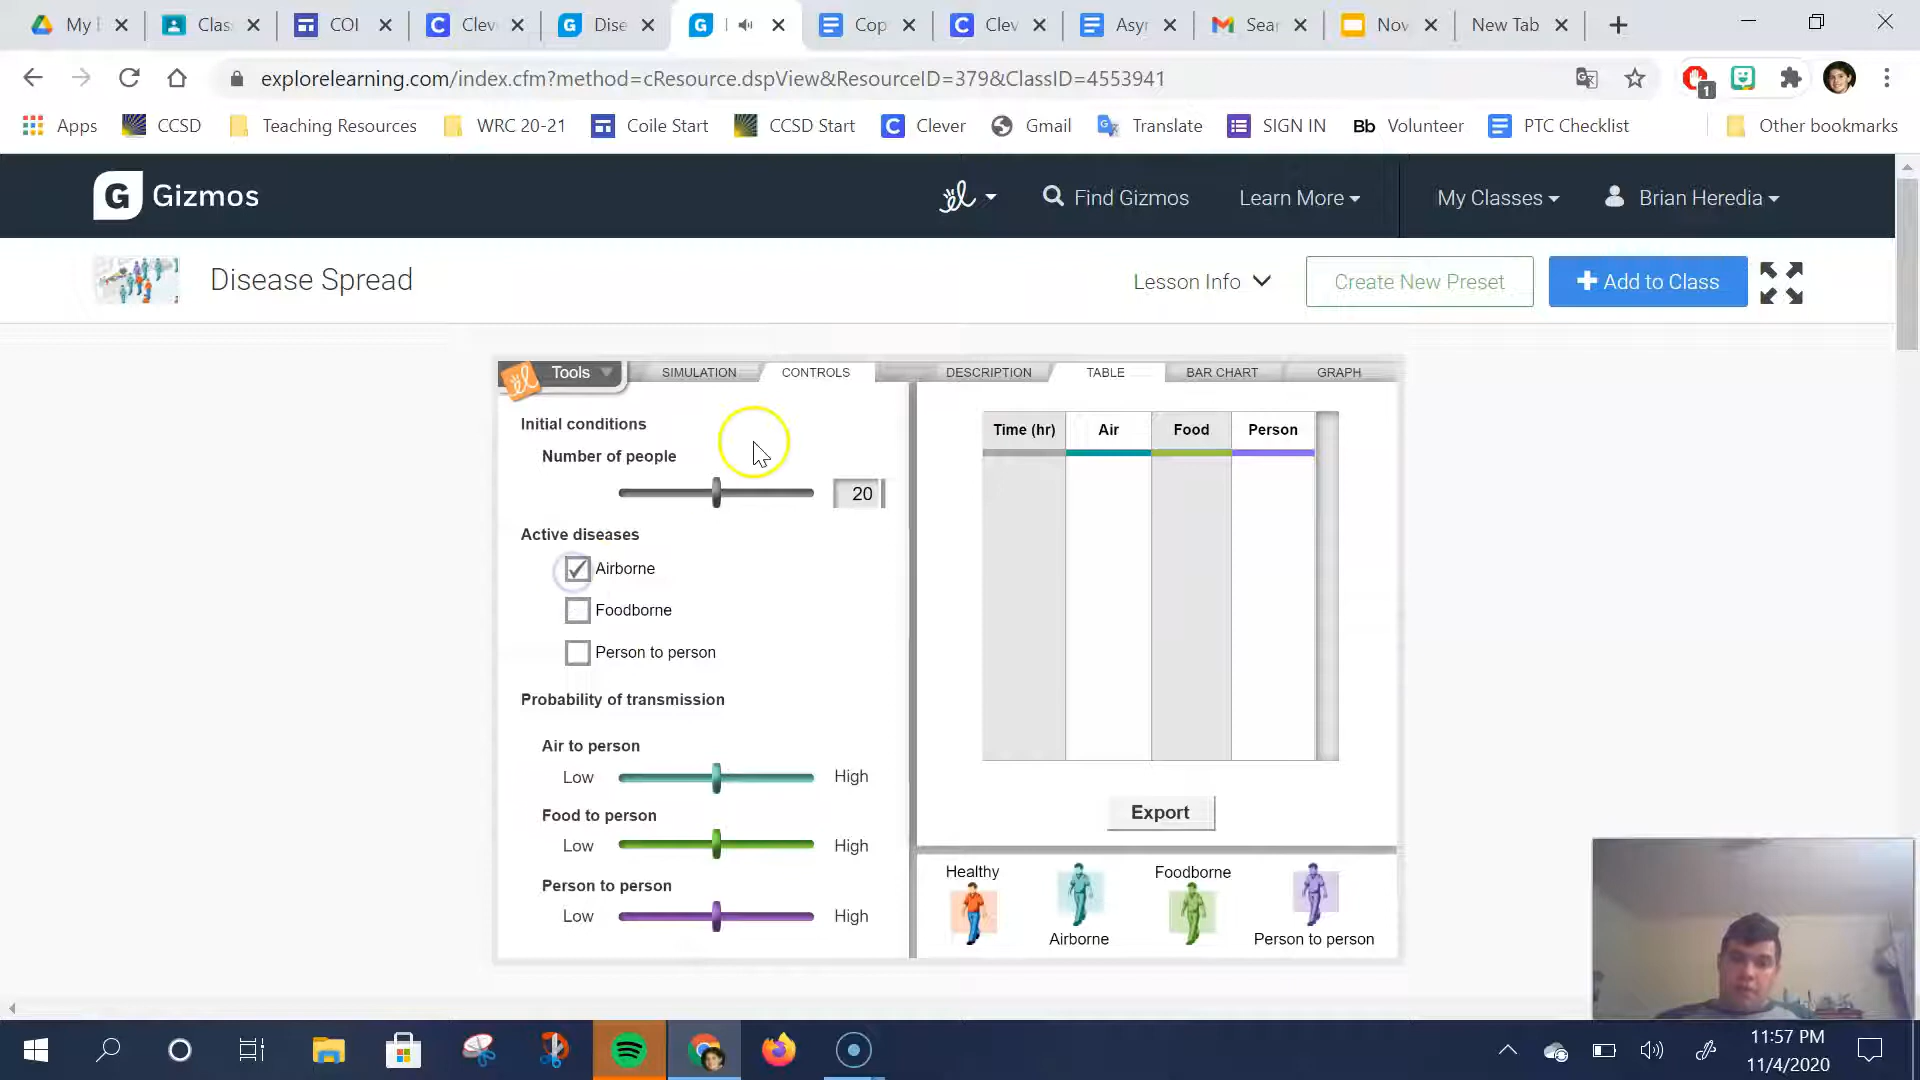 My
Clas
COI
Clev
Dise
Cop
Clev
Asyr
Sear
Nov
New Tab
explorelearning.com/index.cfm?method=cResource.dspView&ResourceID=379&ClassID=4553941
1
Apps
CCSD
Teaching Resources
WRC 20-21
Coile Start
CCSD Start
Clever
Gmail
Translate
SIGN IN
Bb Volunteer
PTC Checklist
Other bookmarks
G Gizmos
Find Gizmos
Learn More
My Classes
Brian Heredia
Disease Spread
Lesson Info
Create New Preset
Add to Class
Tools
SIMULATION
CONTROLS
DESCRIPTION
TABLE
BAR CHART
GRAPH
Initial conditions
Number of people
20
Active diseases
Airborne
Foodborne
Person to person
Probability of transmission
Air to person
Low
High
Food to person
Low
High
Person to person
Low
High
Time (hr)
Air
Food
Person
Export
Healthy
Airborne
Foodborne
Person to person
11:57 PM
11/4/2020